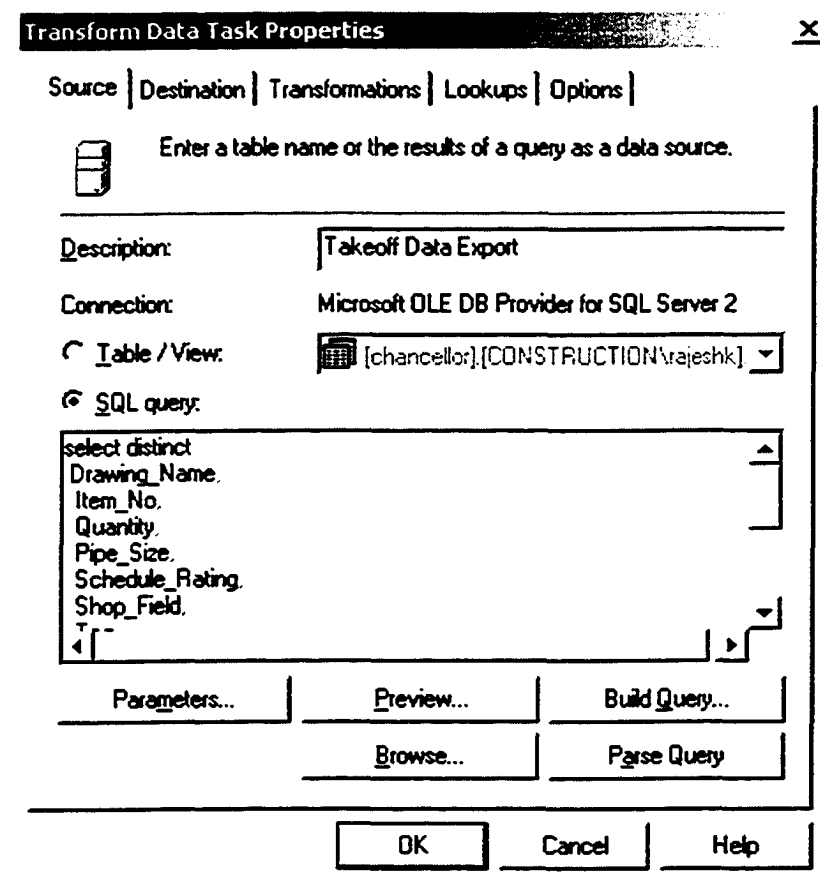 Transform Data Task Properties
Source Destination Transformations Lookups Options
Enter a table name or the results of a query as a data source.
Description: Takeoff Data Export
Connection: Microsoft OLE DB Provider for SQL Server 2
Table / View: [chancellor].[CONSTRUCTION\rajeshk].
SQL query:
select distinct
Drawing_Name,
Item_No,
Quantity,
Pipe_Size,
Schedule_Rating,
Shop_Field,
Parameters... Preview... Build Query...
Browse... Parse Query
OK Cancel Help